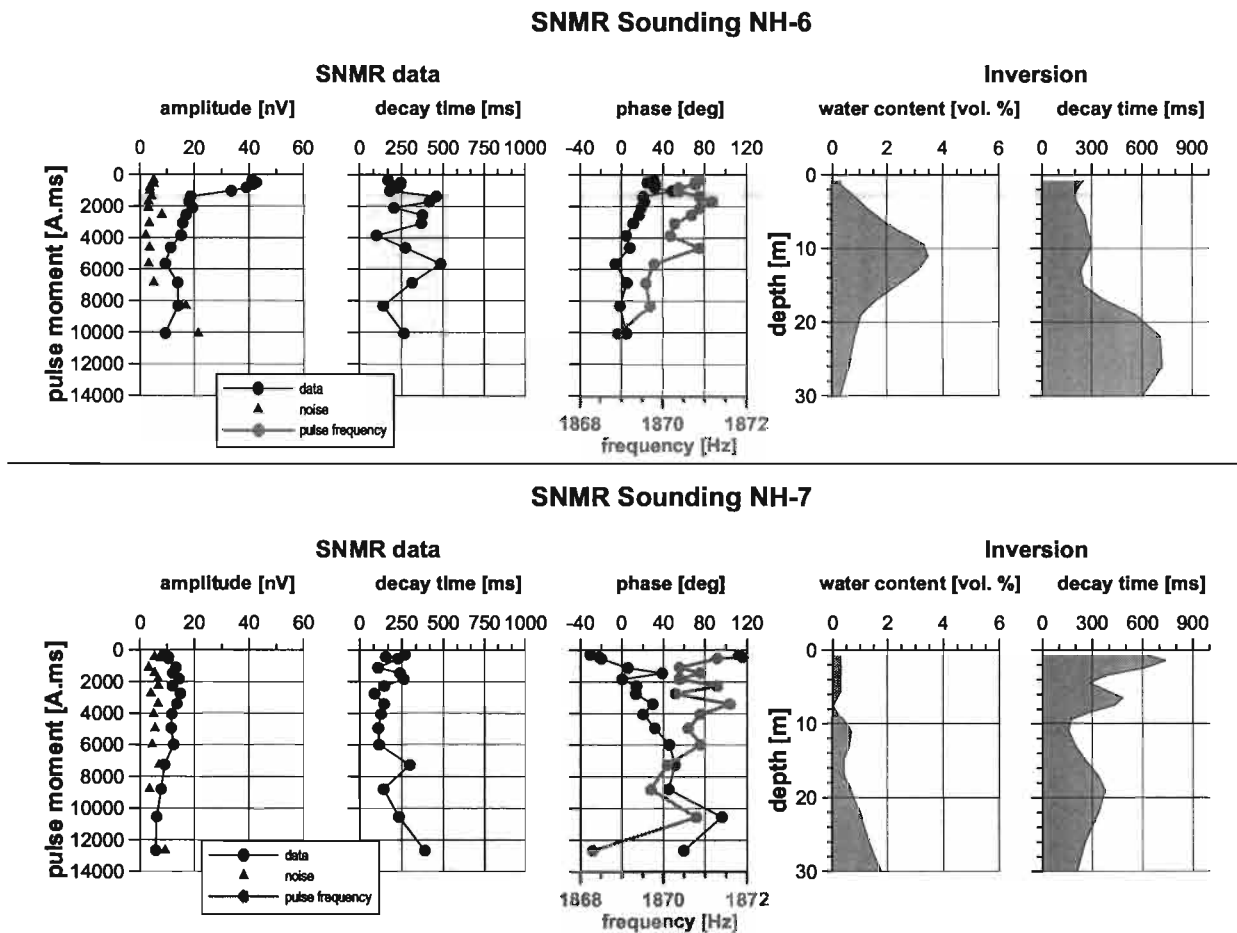 SNMR Sounding NH-6
SNMR data
Inversion
amplitude [nV]
decay time [ms]
phase [deg]
water content [vol. %]
decay time [ms]
0 20 40 60
0 250 500 750 1000
-40 0 40 80 120
0 2 4 6
0 300 600 900
pulse moment [A.ms]
0
2000
4000
6000
8000
10000
12000
14000
depth [m]
0
10
20
30
data
noise
pulse frequency
1868 1870 1872
frequency [Hz]
SNMR Sounding NH-7
SNMR data
Inversion
amplitude [nV]
decay time [ms]
phase [deg]
water content [vol. %]
decay time [ms]
0 20 40 60
0 250 500 750 1000
-40 0 40 80 120
0 2 4 6
0 300 600 900
pulse moment [A.ms]
0
2000
4000
6000
8000
10000
12000
14000
depth [m]
0
10
20
30
data
noise
pulse frequency
1868 1870 1872
frequency [Hz]